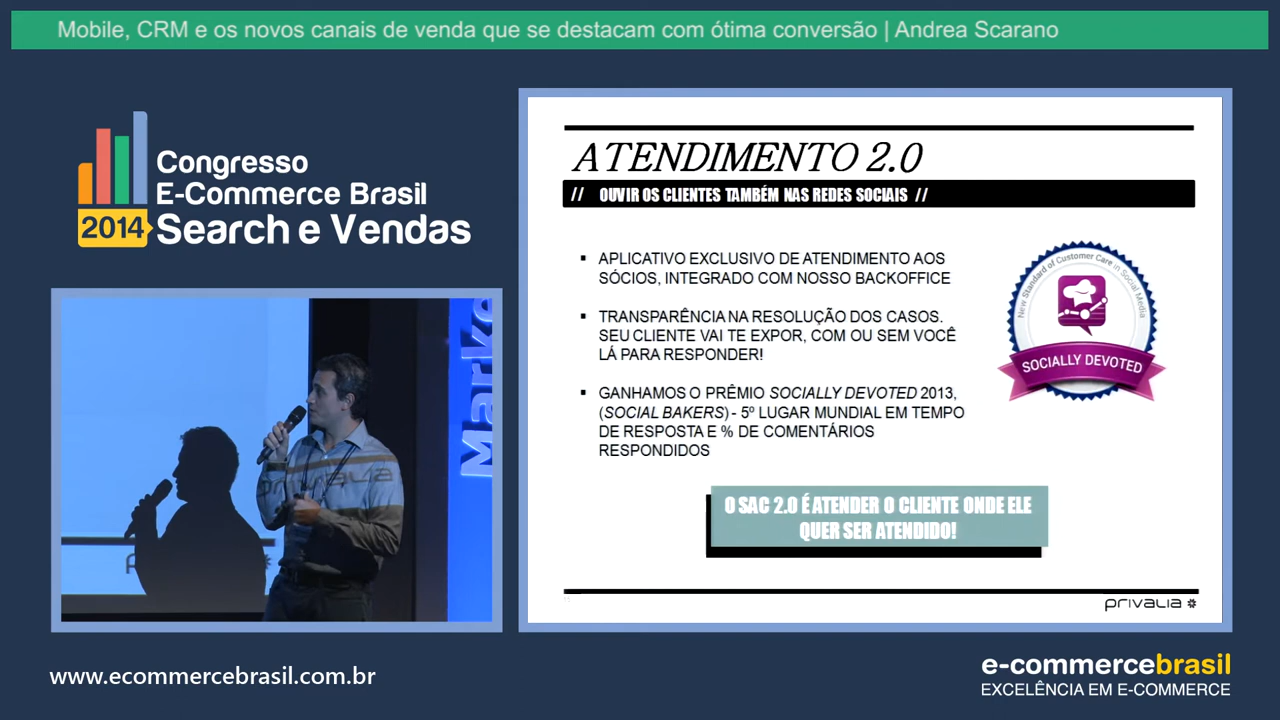 Mobile, CRM e os novos canais de venda que se destacam com ótima conversão | Andrea Scarano
Congresso
E-Commerce Brasil
2014 Search e Vendas
ATENDIMENTO 2.0
// OUVIR OS CLIENTES TAMBÉM NAS REDES SOCIAIS //
▪ APLICATIVO EXCLUSIVO DE ATENDIMENTO AOS
SÓCIOS, INTEGRADO COM NOSSO BACKOFFICE
▪ TRANSPARÊNCIA NA RESOLUÇÃO DOS CASOS.
SEU CLIENTE VAI TE EXPOR, COM OU SEM VOCÊ
LÁ PARA RESPONDER!
▪ GANHAMOS O PRÊMIO SOCIALLY DEVOTED 2013,
(SOCIAL BAKERS) - 5º LUGAR MUNDIAL EM TEMPO
DE RESPOSTA E % DE COMENTÁRIOS
RESPONDIDOS
New Standard of Customer Care in Social Media
SOCIALLY DEVOTED
O SAC 2.0 É ATENDER O CLIENTE ONDE ELE
QUER SER ATENDIDO!
privalia
Marke
privalia
www.ecommercebrasil.com.br
e-commercebrasil
EXCELÊNCIA EM E-COMMERCE